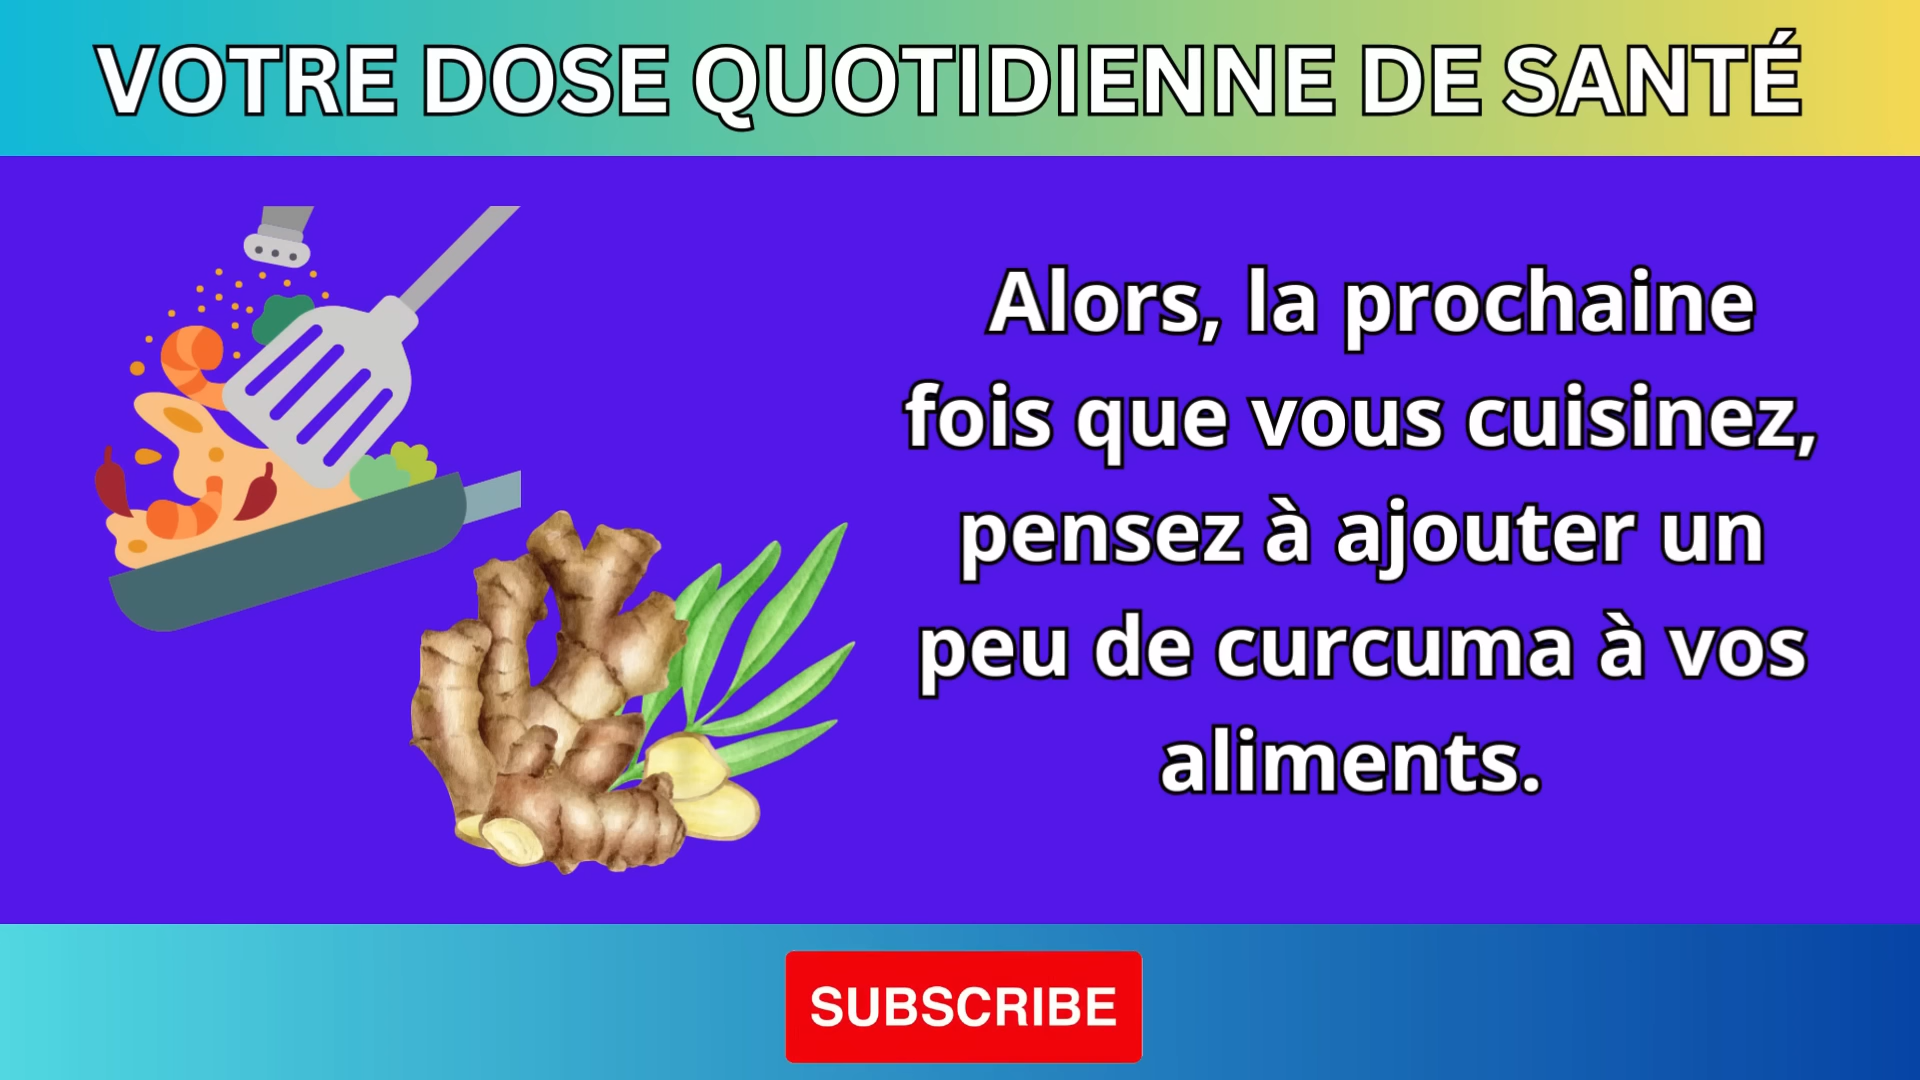 VOTRE DOSE QUOTIDIENNE DE SANTÉ
Alors, la prochaine
fois que vous cuisinez,
pensez à ajouter un
peu de curcuma à vos
aliments.
SUBSCRIBE